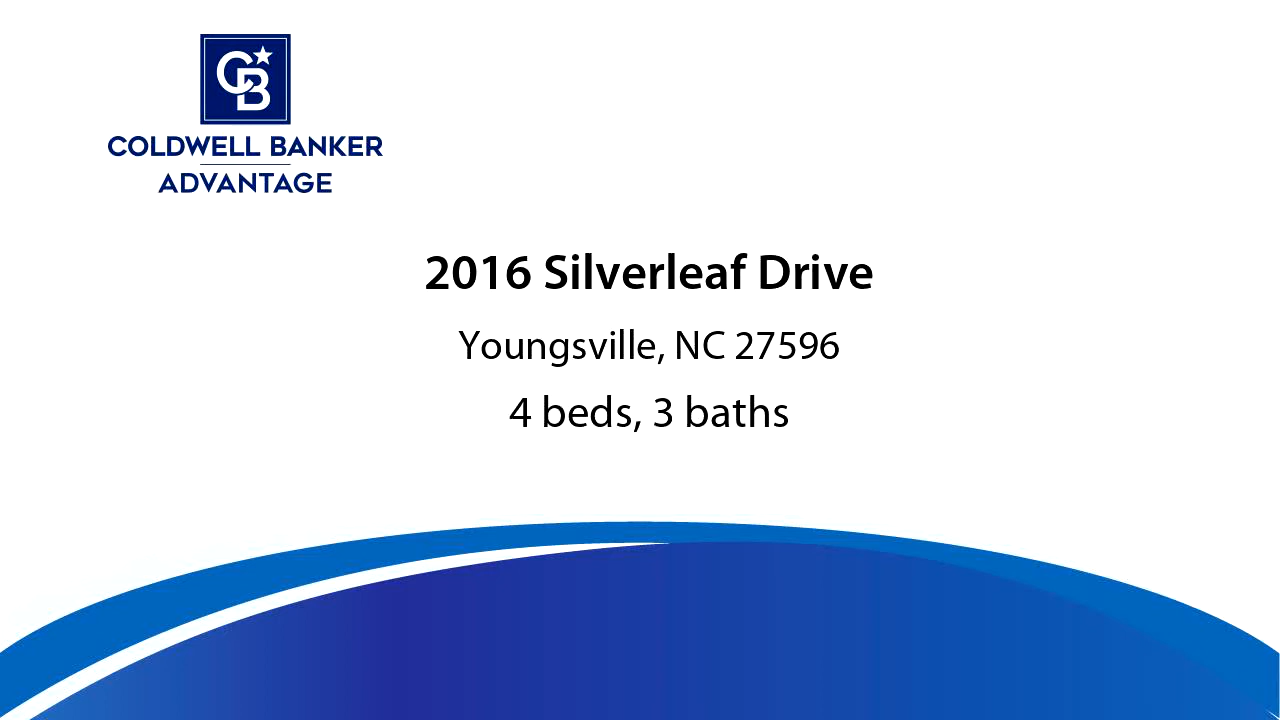 CB
COLDWELL BANKER
ADVANTAGE
2016 Silverleaf Drive
Youngsville, NC 27596
4 beds, 3 baths